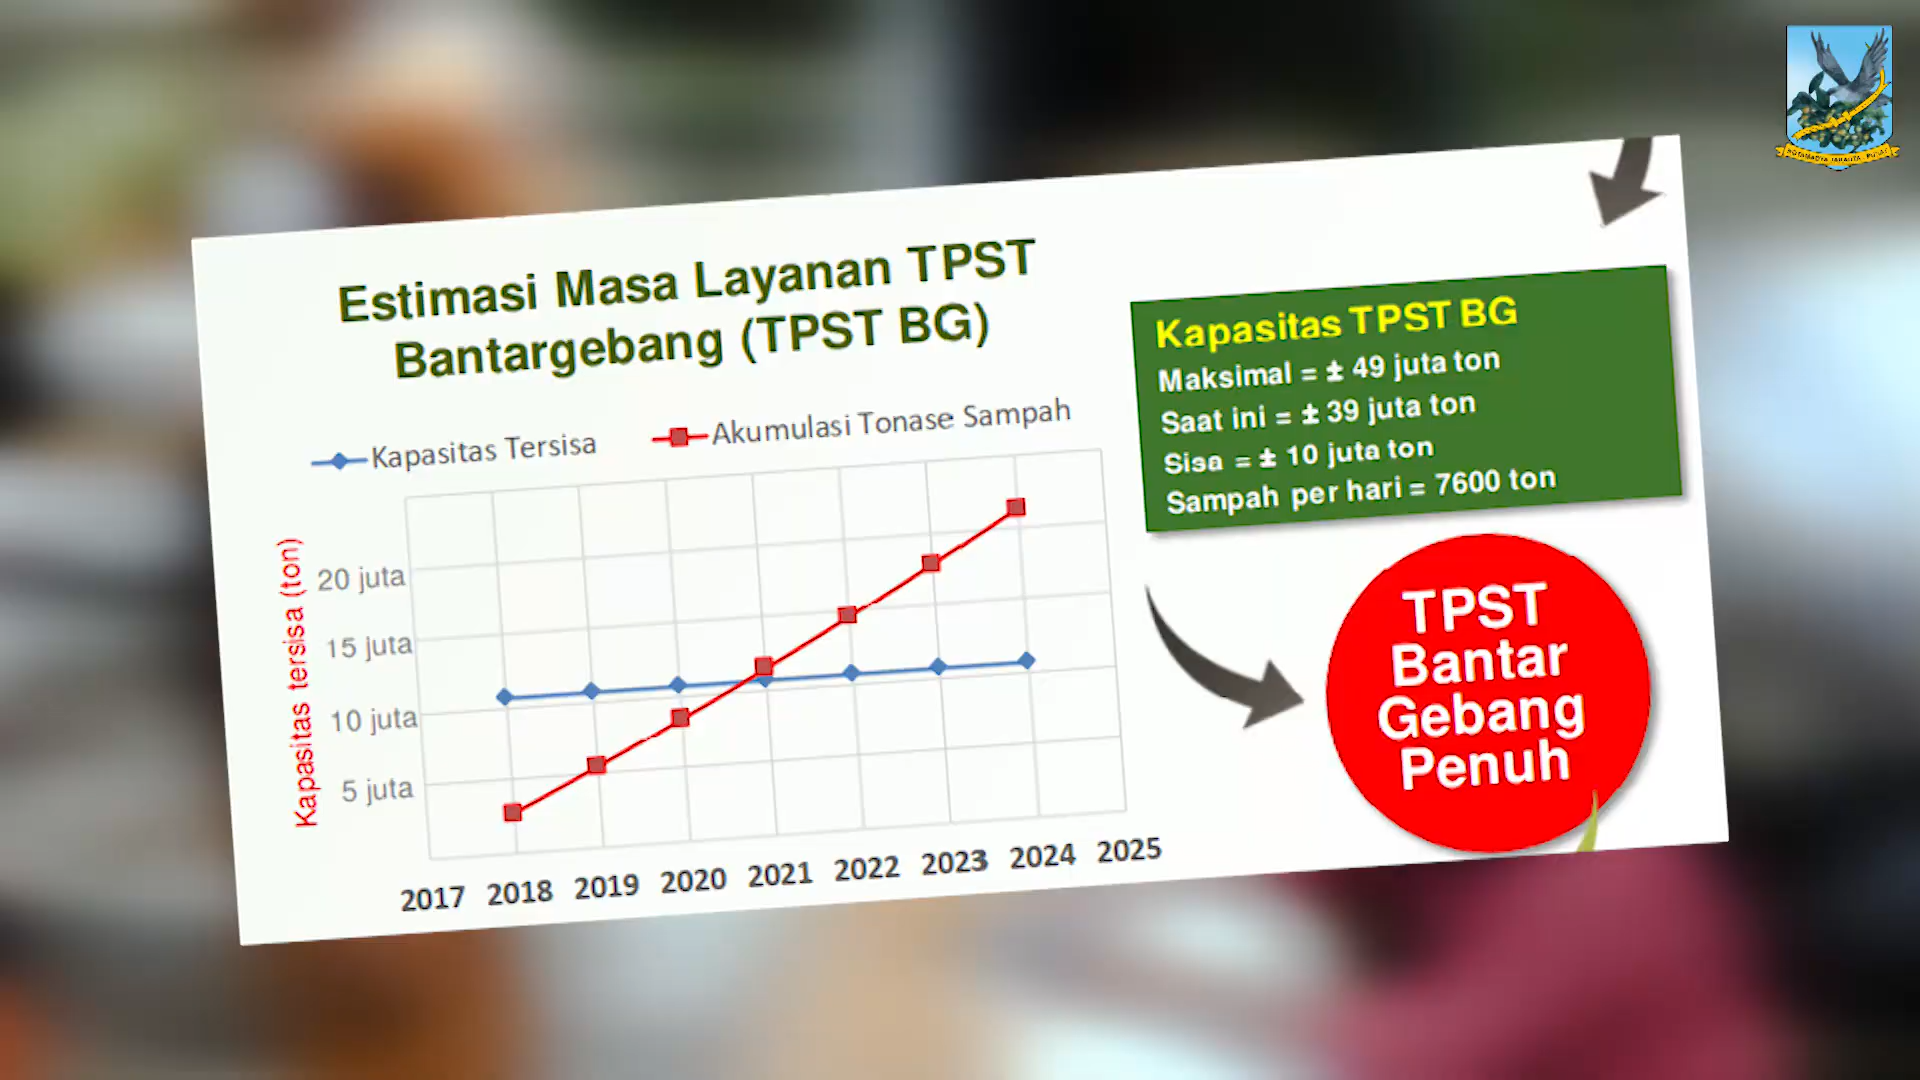 Estimasi Masa Layanan TPST
Bantargebang (TPST BG)
Kapasitas Tersisa
Akumulasi Tonase Sampah
Kapasitas tersisa (ton)
20 juta
15 juta
10 juta
5 juta
2017 2018 2019 2020 2021 2022 2023 2024 2025
Kapasitas TPST BG
Maksimal = ± 49 juta ton
Saat ini = ± 39 juta ton
Sisa = ± 10 juta ton
Sampah per hari = 7600 ton
TPST
Bantar
Gebang
Penuh
KOTAMADYA JAKARTA PUSAT